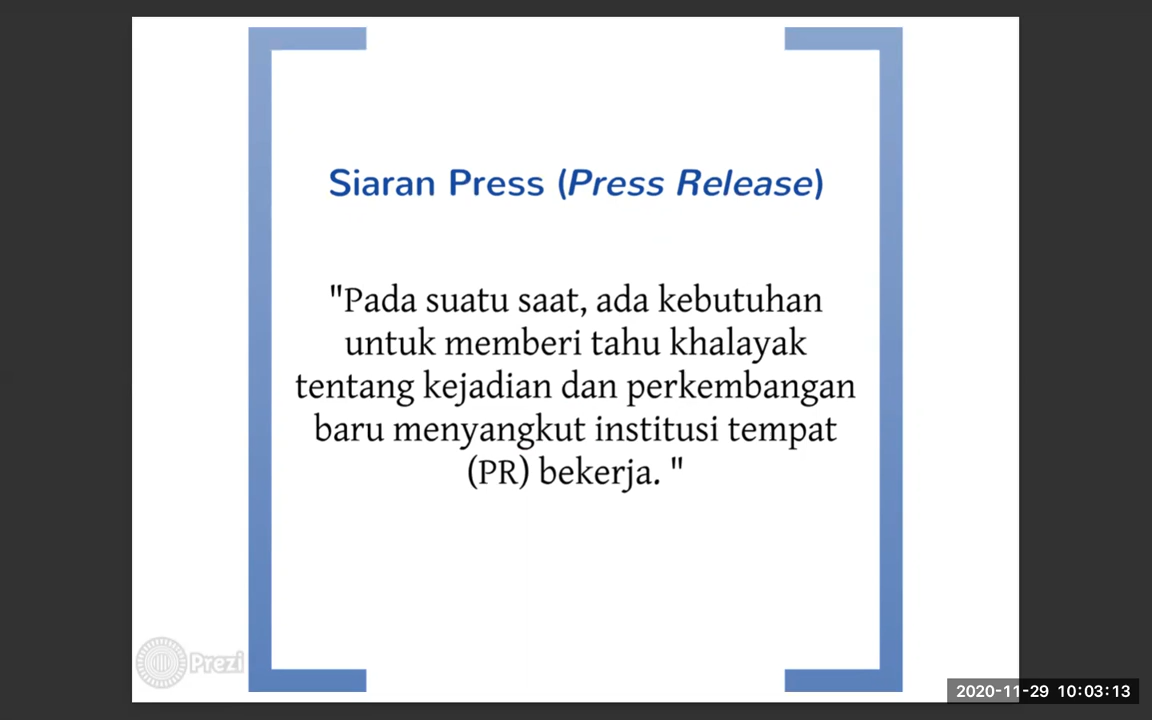 Siaran Press (Press Release)
"Pada suatu saat, ada kebutuhan
untuk memberi tahu khalayak
tentang kejadian dan perkembangan
baru menyangkut institusi tempat
(PR) bekerja. "
Prezi
2020-11-29 10:03:13